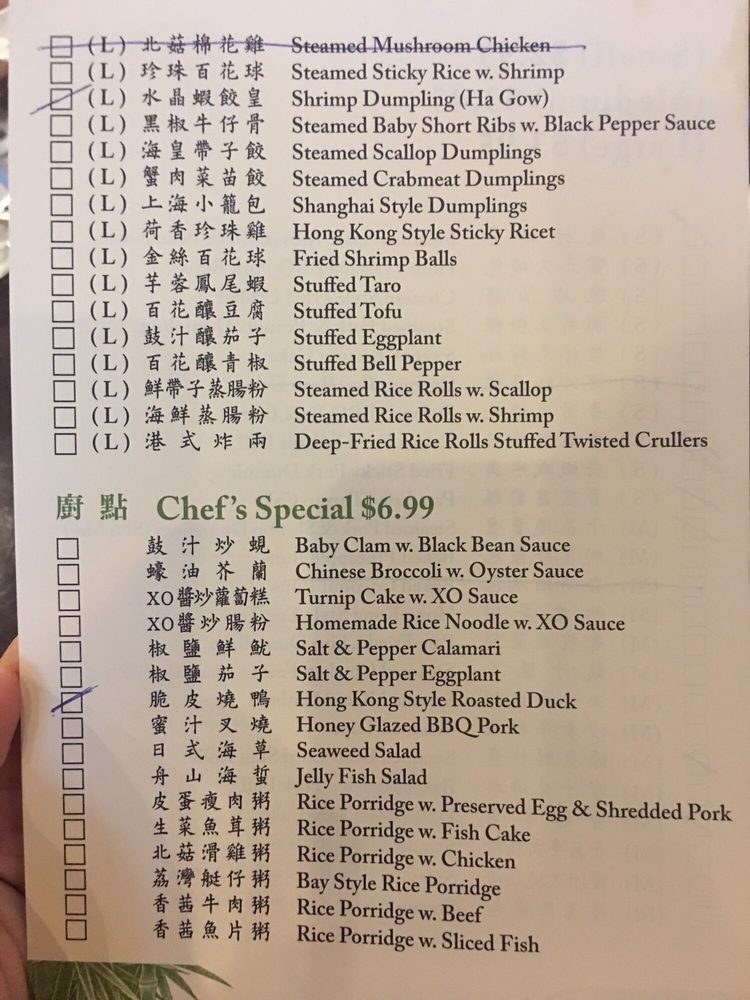 (L) 北菇棉花雞 Steamed Mushroom Chicken
(L) 珍珠百花球 Steamed Sticky Rice w. Shrimp
(L) 水晶蝦餃皇 Shrimp Dumpling (Ha Gow)
(L) 黑椒牛仔骨 Steamed Baby Short Ribs w. Black Pepper Sauce
(L) 海皇帶子餃 Steamed Scallop Dumplings
(L) 蟹肉菜苗餃 Steamed Crabmeat Dumplings
(L) 上海小籠包 Shanghai Style Dumplings
(L) 荷香珍珠雞 Hong Kong Style Sticky Ricet
(L) 金絲百花球 Fried Shrimp Balls
(L) 芋蓉鳳尾蝦 Stuffed Taro
(L) 百花釀豆腐 Stuffed Tofu
(L) 鼓汁釀茄子 Stuffed Eggplant
(L) 百花釀青椒 Stuffed Bell Pepper
(L) 鮮帶子蒸腸粉 Steamed Rice Rolls w. Scallop
(L) 海鮮蒸腸粉 Steamed Rice Rolls w. Shrimp
(L) 港式炸兩 Deep-Fried Rice Rolls Stuffed Twisted Crullers
廚點 Chef's Special $6.99
鼓汁炒蜆 Baby Clam w. Black Bean Sauce
蠔油芥蘭 Chinese Broccoli w. Oyster Sauce
XO醬炒蘿蔔糕 Turnip Cake w. XO Sauce
XO醬炒腸粉 Homemade Rice Noodle w. XO Sauce
椒鹽鮮魷 Salt & Pepper Calamari
椒鹽茄子 Salt & Pepper Eggplant
脆皮燒鴨 Hong Kong Style Roasted Duck
蜜汁叉燒 Honey Glazed BBQ Pork
日式海草 Seaweed Salad
舟山海蜇 Jelly Fish Salad
皮蛋瘦肉粥 Rice Porridge w. Preserved Egg & Shredded Pork
生菜魚茸粥 Rice Porridge w. Fish Cake
北菇滑雞粥 Rice Porridge w. Chicken
荔灣艇仔粥 Bay Style Rice Porridge
香茜牛肉粥 Rice Porridge w. Beef
香茜魚片粥 Rice Porridge w. Sliced Fish